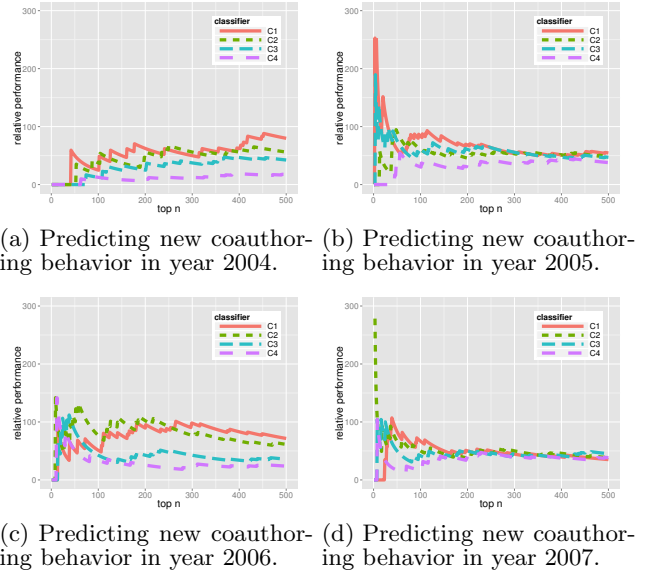 300
200
100
0
relative performance
classifier
C1
C2
C3
C4
0 100 200 300 400 500
top n
300
200
100
0
relative performance
classifier
C1
C2
C3
C4
0 100 200 300 400 500
top n
(a) Predicting new coauthor-
ing behavior in year 2004.
(b) Predicting new coauthor-
ing behavior in year 2005.
300
200
100
0
relative performance
classifier
C1
C2
C3
C4
0 100 200 300 400 500
top n
300
200
100
0
relative performance
classifier
C1
C2
C3
C4
0 100 200 300 400 500
top n
(c) Predicting new coauthor-
ing behavior in year 2006.
(d) Predicting new coauthor-
ing behavior in year 2007.